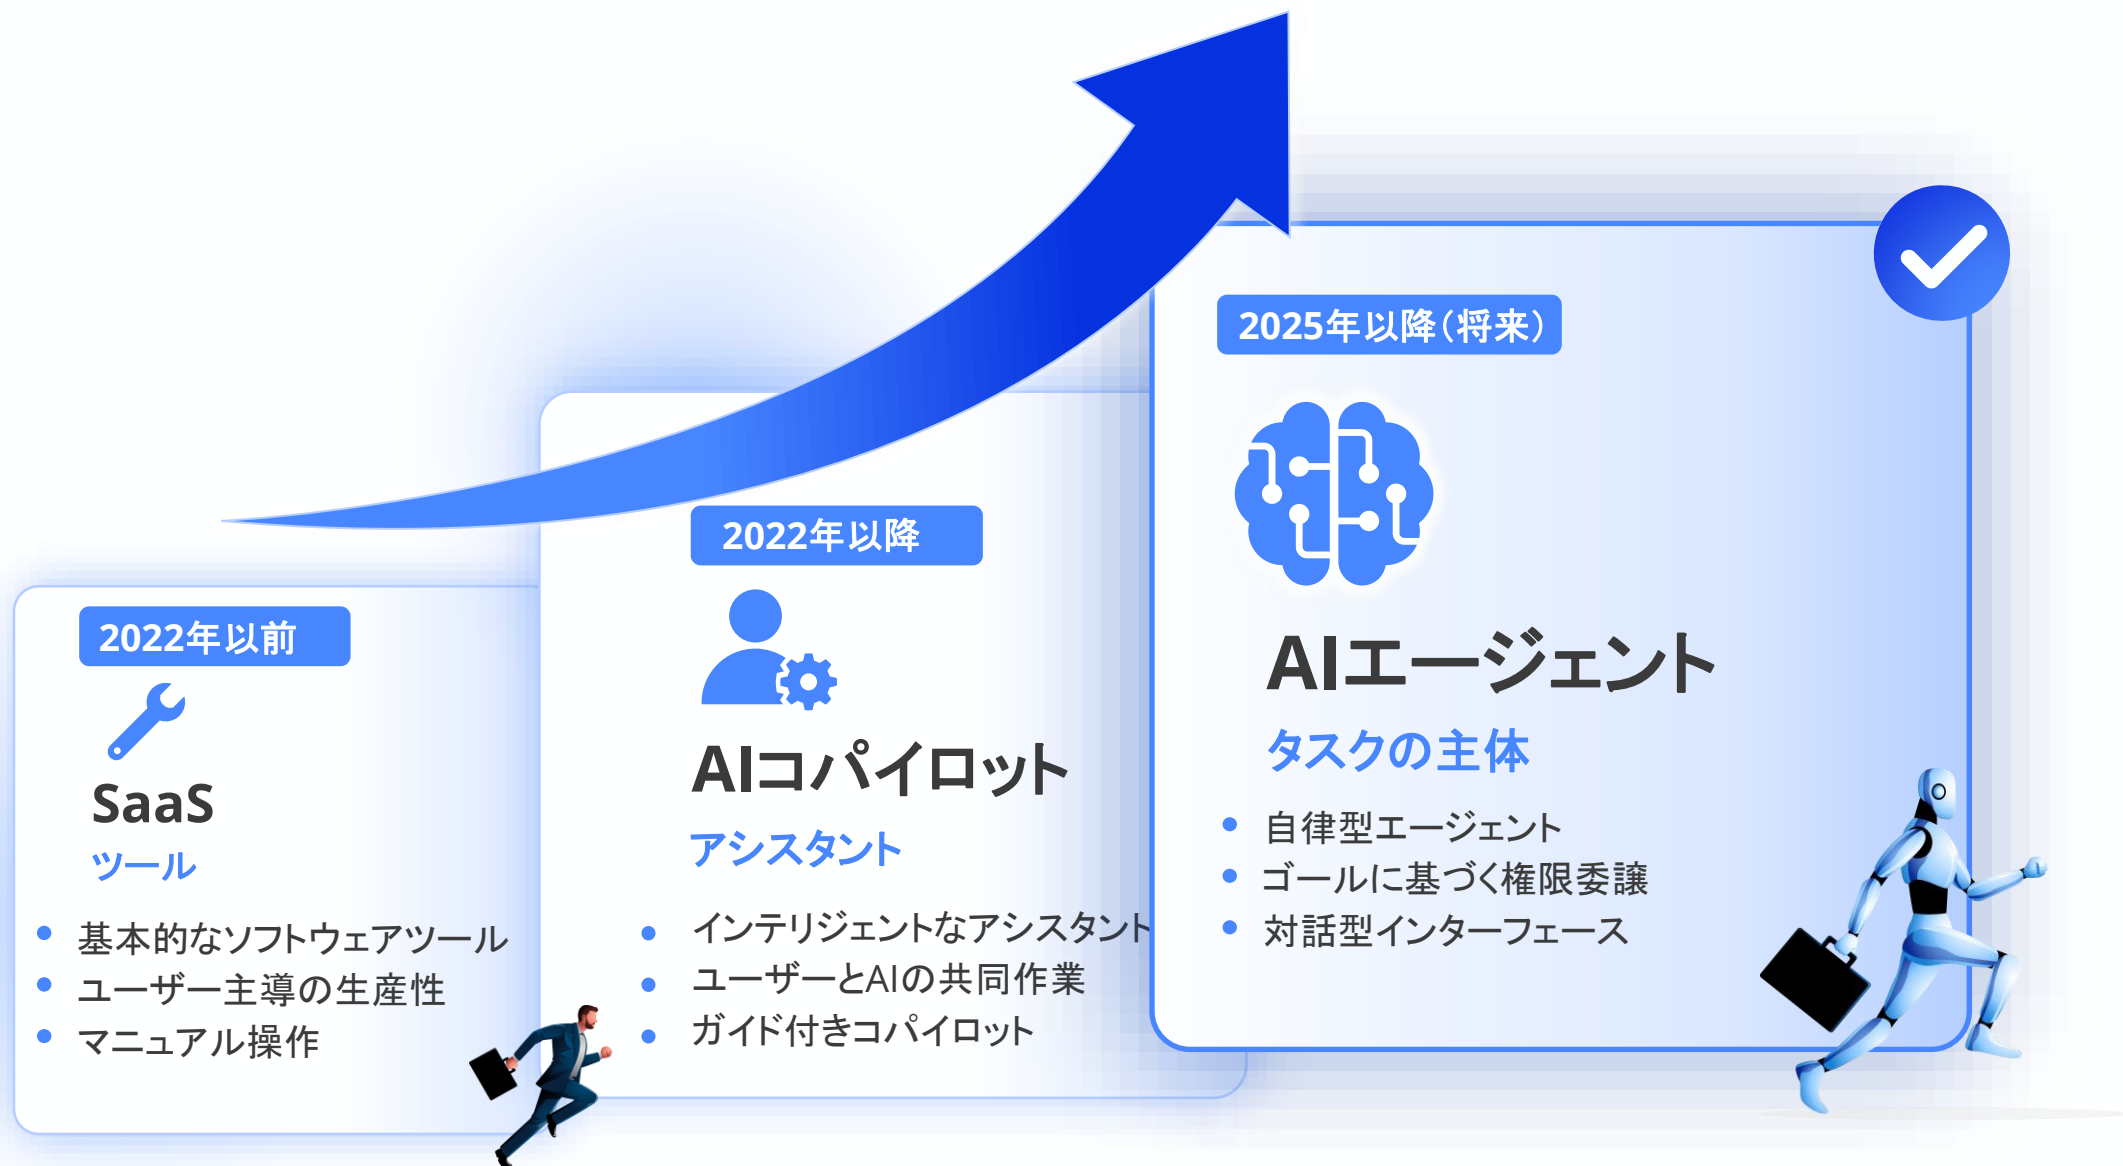 2022年以前
SaaS
ツール
基本的なソフトウェアツール
ユーザー主導の生産性
マニュアル操作
2022年以降
AIコパイロット
アシスタント
インテリジェントなアシスタント
ユーザーとAIの共同作業
ガイド付きコパイロット
2025年以降（将来）
AIエージェント
タスクの主体
自律型エージェント
ゴールに基づく権限委譲
対話型インターフェース